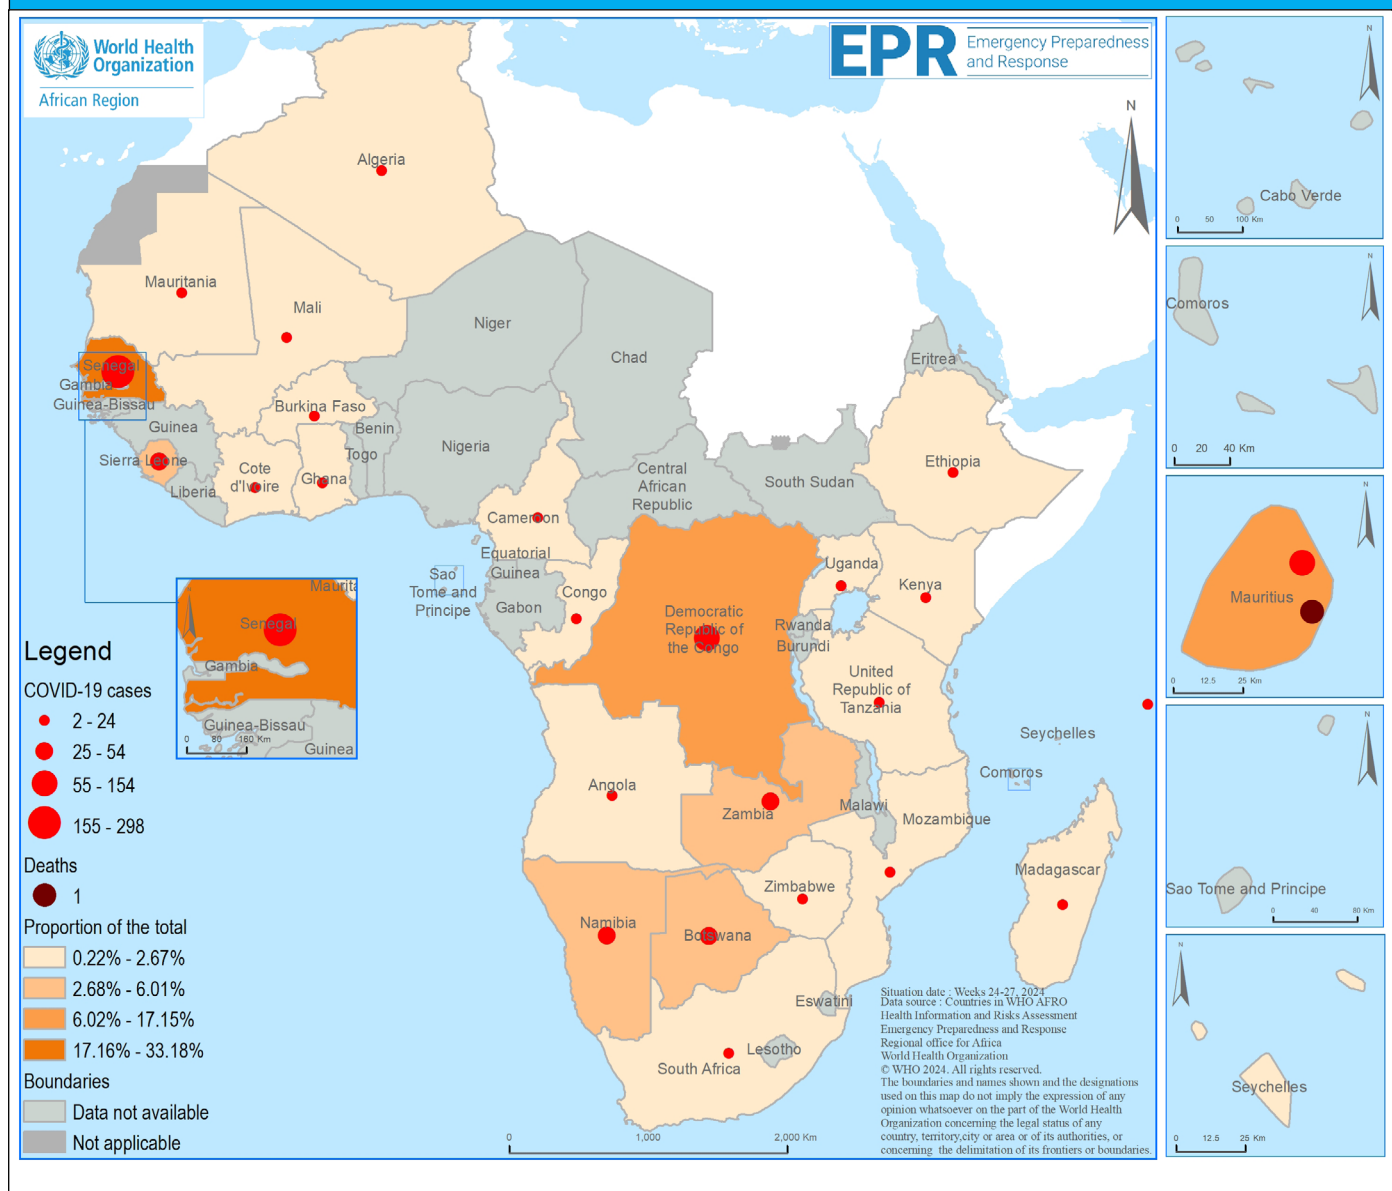 World Health
Organization
African Region
EPR
Emergency Preparedness
and Response
N
Algeria
Mauritania
Mali
Niger
Chad
Eritrea
Senegal
Gambia
Guinea-Bissau
Guinea
Burkina Faso
Benin
Togo
Nigeria
Sierra Leone
Liberia
Cote
d'Ivoire
Ghana
Central
African
Republic
South Sudan
Ethiopia
Cameroon
Equatorial
Guinea
Sao
Tome and
Principe
Gabon
Congo
Democratic
Republic of
the Congo
Uganda
Kenya
Rwanda
Burundi
United
Republic of
Tanzania
Seychelles
Comoros
Angola
Zambia
Malawi
Mozambique
Madagascar
Zimbabwe
Namibia
Botswana
Eswatini
Lesotho
South Africa
Maurita
Senegal
Gambia
Guinea-Bissau
0 80 160 Km
Guinea
Legend
COVID-19 cases
2 - 24
25 - 54
55 - 154
155 - 298
Deaths
1
Proportion of the total
0.22% - 2.67%
2.68% - 6.01%
6.02% - 17.15%
17.16% - 33.18%
Boundaries
Data not available
Not applicable
0 1,000 2,000 Km
Situation date : Weeks 24-27, 2024
Data source : Countries in WHO AFRO
Health Information and Risks Assessment
Emergency Preparedness and Response
Regional office for Africa
World Health Organization
© WHO 2024. All rights reserved.
The boundaries and names shown and the designations
used on this map do not imply the expression of any
opinion whatsoever on the part of the World Health
Organization concerning the legal status of any
country, territory,city or area or of its authorities, or
concerning the delimitation of its frontiers or boundaries.
N
Cabo Verde
0 50 100 Km
N
Comoros
0 20 40 Km
N
Mauritius
0 12.5 25 Km
N
Sao Tome and Principe
0 40 80 Km
N
Seychelles
0 12.5 25 Km